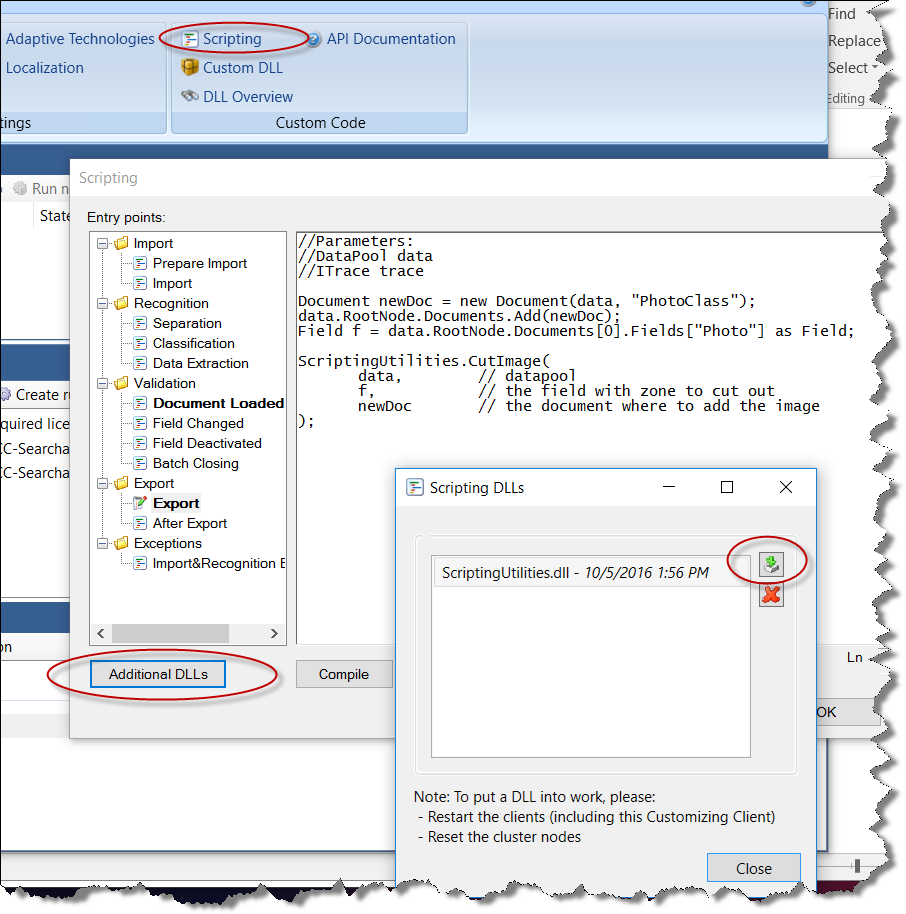 Find
Adaptive Technologies Scripting API Documentation
Replace
Localization Custom DLL
Select
DLL Overview
Editing
tings Custom Code
Scripting
Run n
State
Entry points:
Import
Prepare Import
Import
Recognition
Separation
Classification
Data Extraction
Validation
Document Loaded
Field Changed
Field Deactivated
Batch Closing
Export
Export
After Export
Exceptions
Import&Recognition E
//Parameters:
//DataPool data
//ITrace trace
Document newDoc = new Document(data, "PhotoClass");
data.RootNode.Documents.Add(newDoc);
Field f = data.RootNode.Documents[0].Fields["Photo"] as Field;
ScriptingUtilities.CutImage(
data, // datapool
f, // the field with zone to cut out
newDoc // the document where to add the image
);
Create ru
quired lice
CC-Searcha
CC-Searcha
on
Additional DLLs
Compile
Ln
OK
Scripting DLLs
ScriptingUtilities.dll - 10/5/2016 1:56 PM
Note: To put a DLL into work, please:
- Restart the clients (including this Customizing Client)
- Reset the cluster nodes
Close